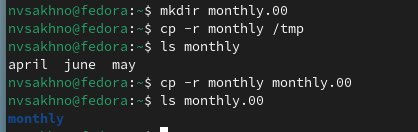 nvsakhno@fedora:~$ mkdir monthly.00
nvsakhno@fedora:~$ cp -r monthly /tmp
nvsakhno@fedora:~$ ls monthly
april  june  may
nvsakhno@fedora:~$ cp -r monthly monthly.00
nvsakhno@fedora:~$ ls monthly.00
monthly
nvsakhno@fedora:~$